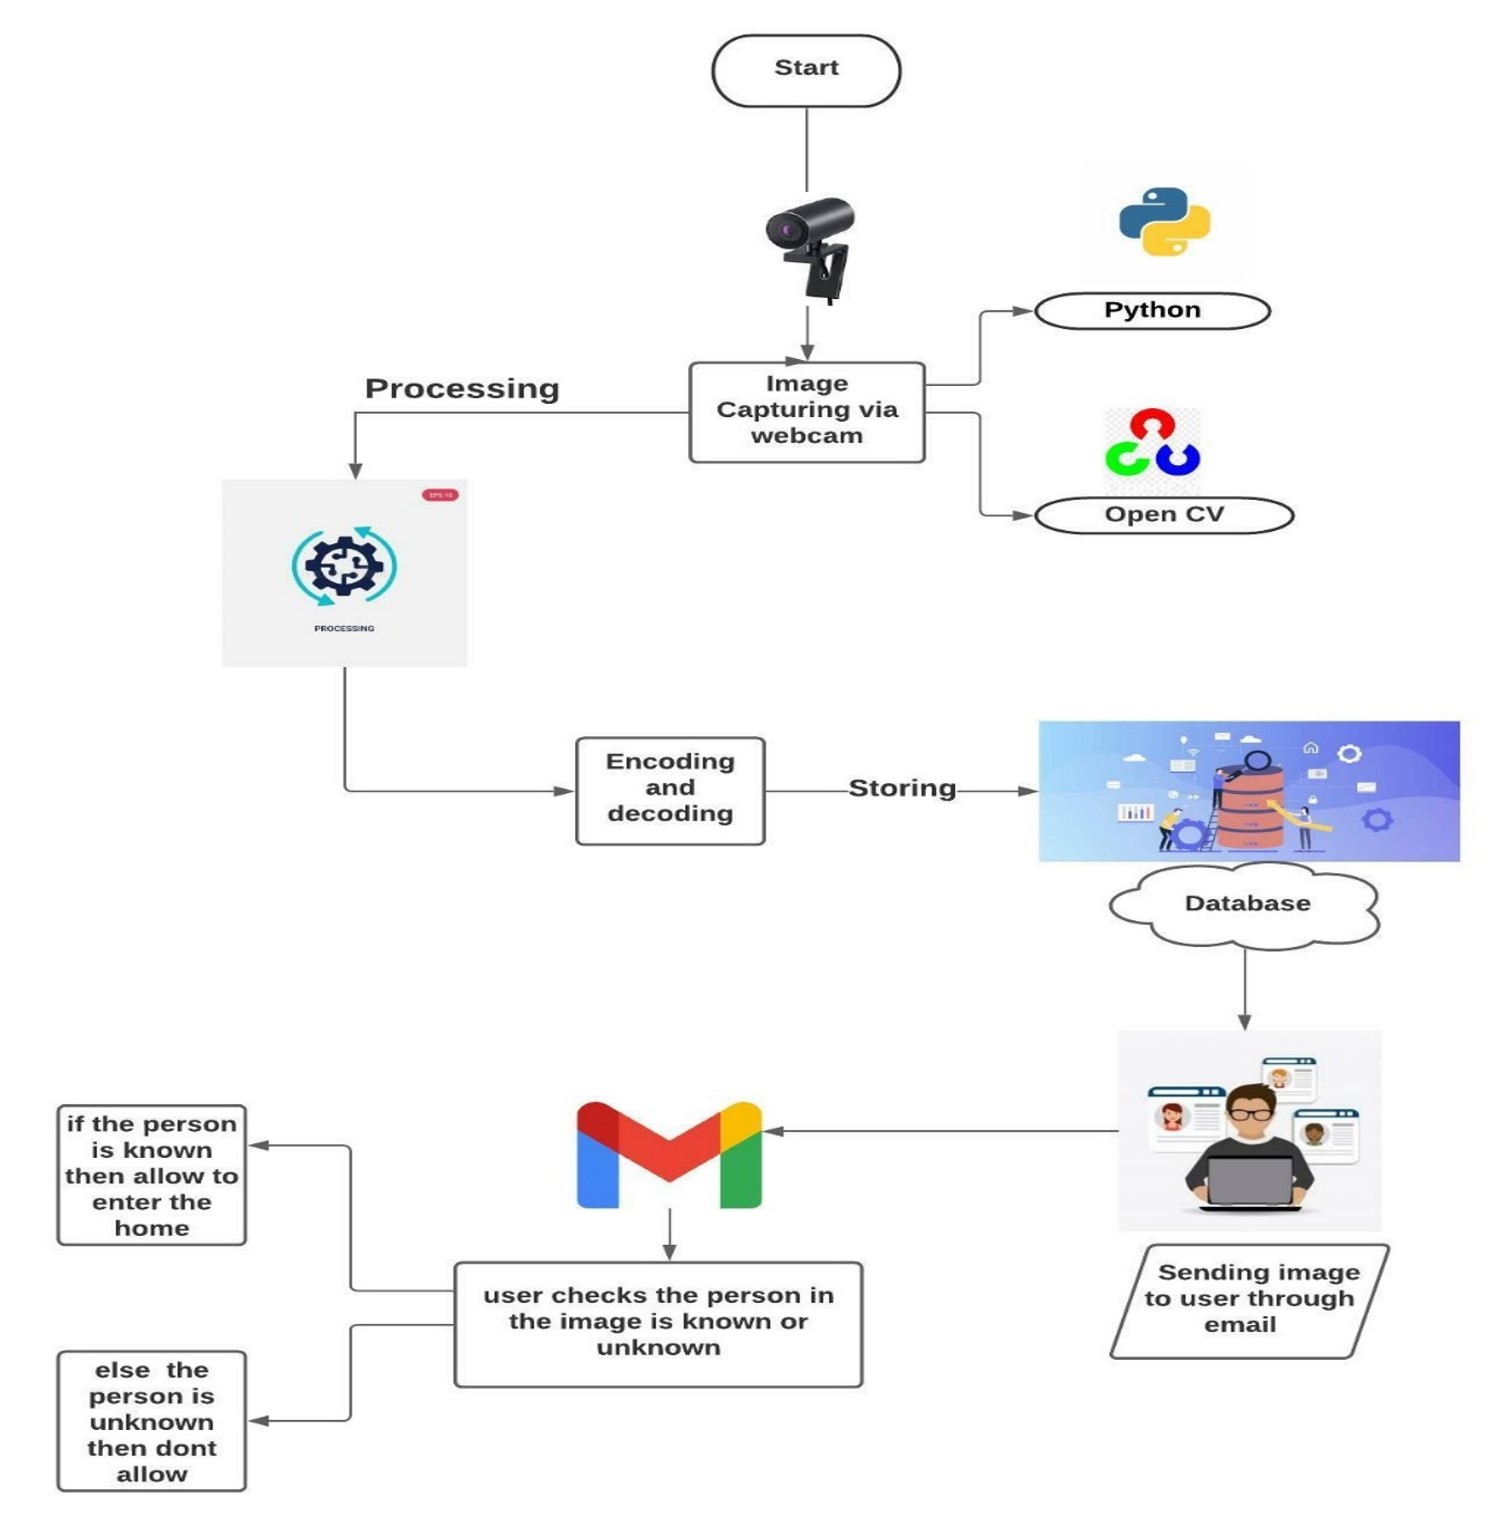 Start
Python
Image
Capturing via
webcam
Processing
Open CV
EPS 10
PROCESSING
Encoding
and
decoding
Storing
Database
if the person
is known
then allow to
enter the
home
user checks the person in
the image is known or
unknown
Sending image
to user through
email
else the
person is
unknown
then dont
allow